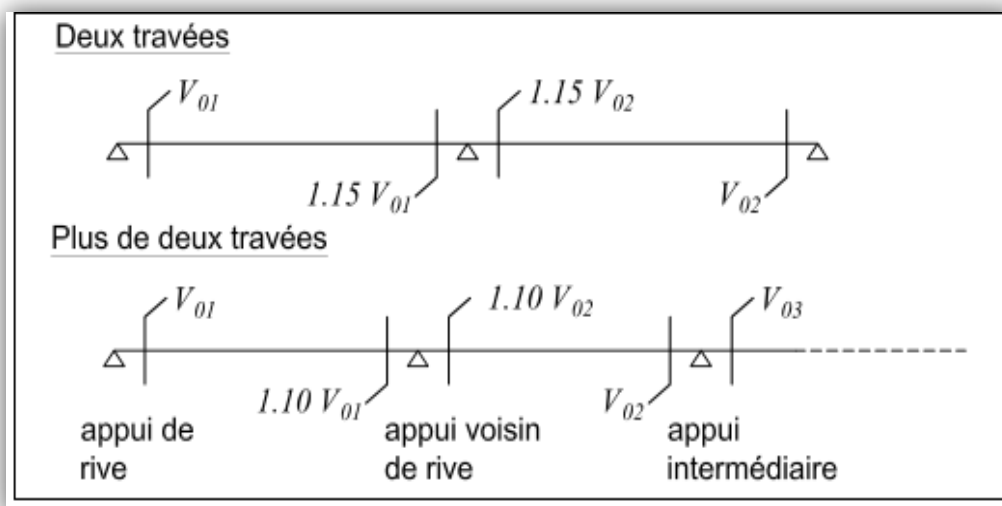 Deux travées
V01
1.15 V02
1.15 V01
V02
Plus de deux travées
V01
1.10 V02
V03
1.10 V01
V02
appui de rive
appui voisin de rive
appui intermédiaire